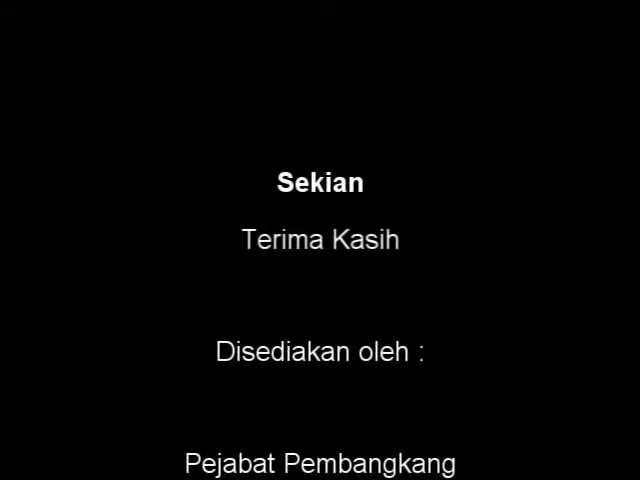 Sekian
Terima Kasih
Disediakan oleh :
Pejabat Pembangkang